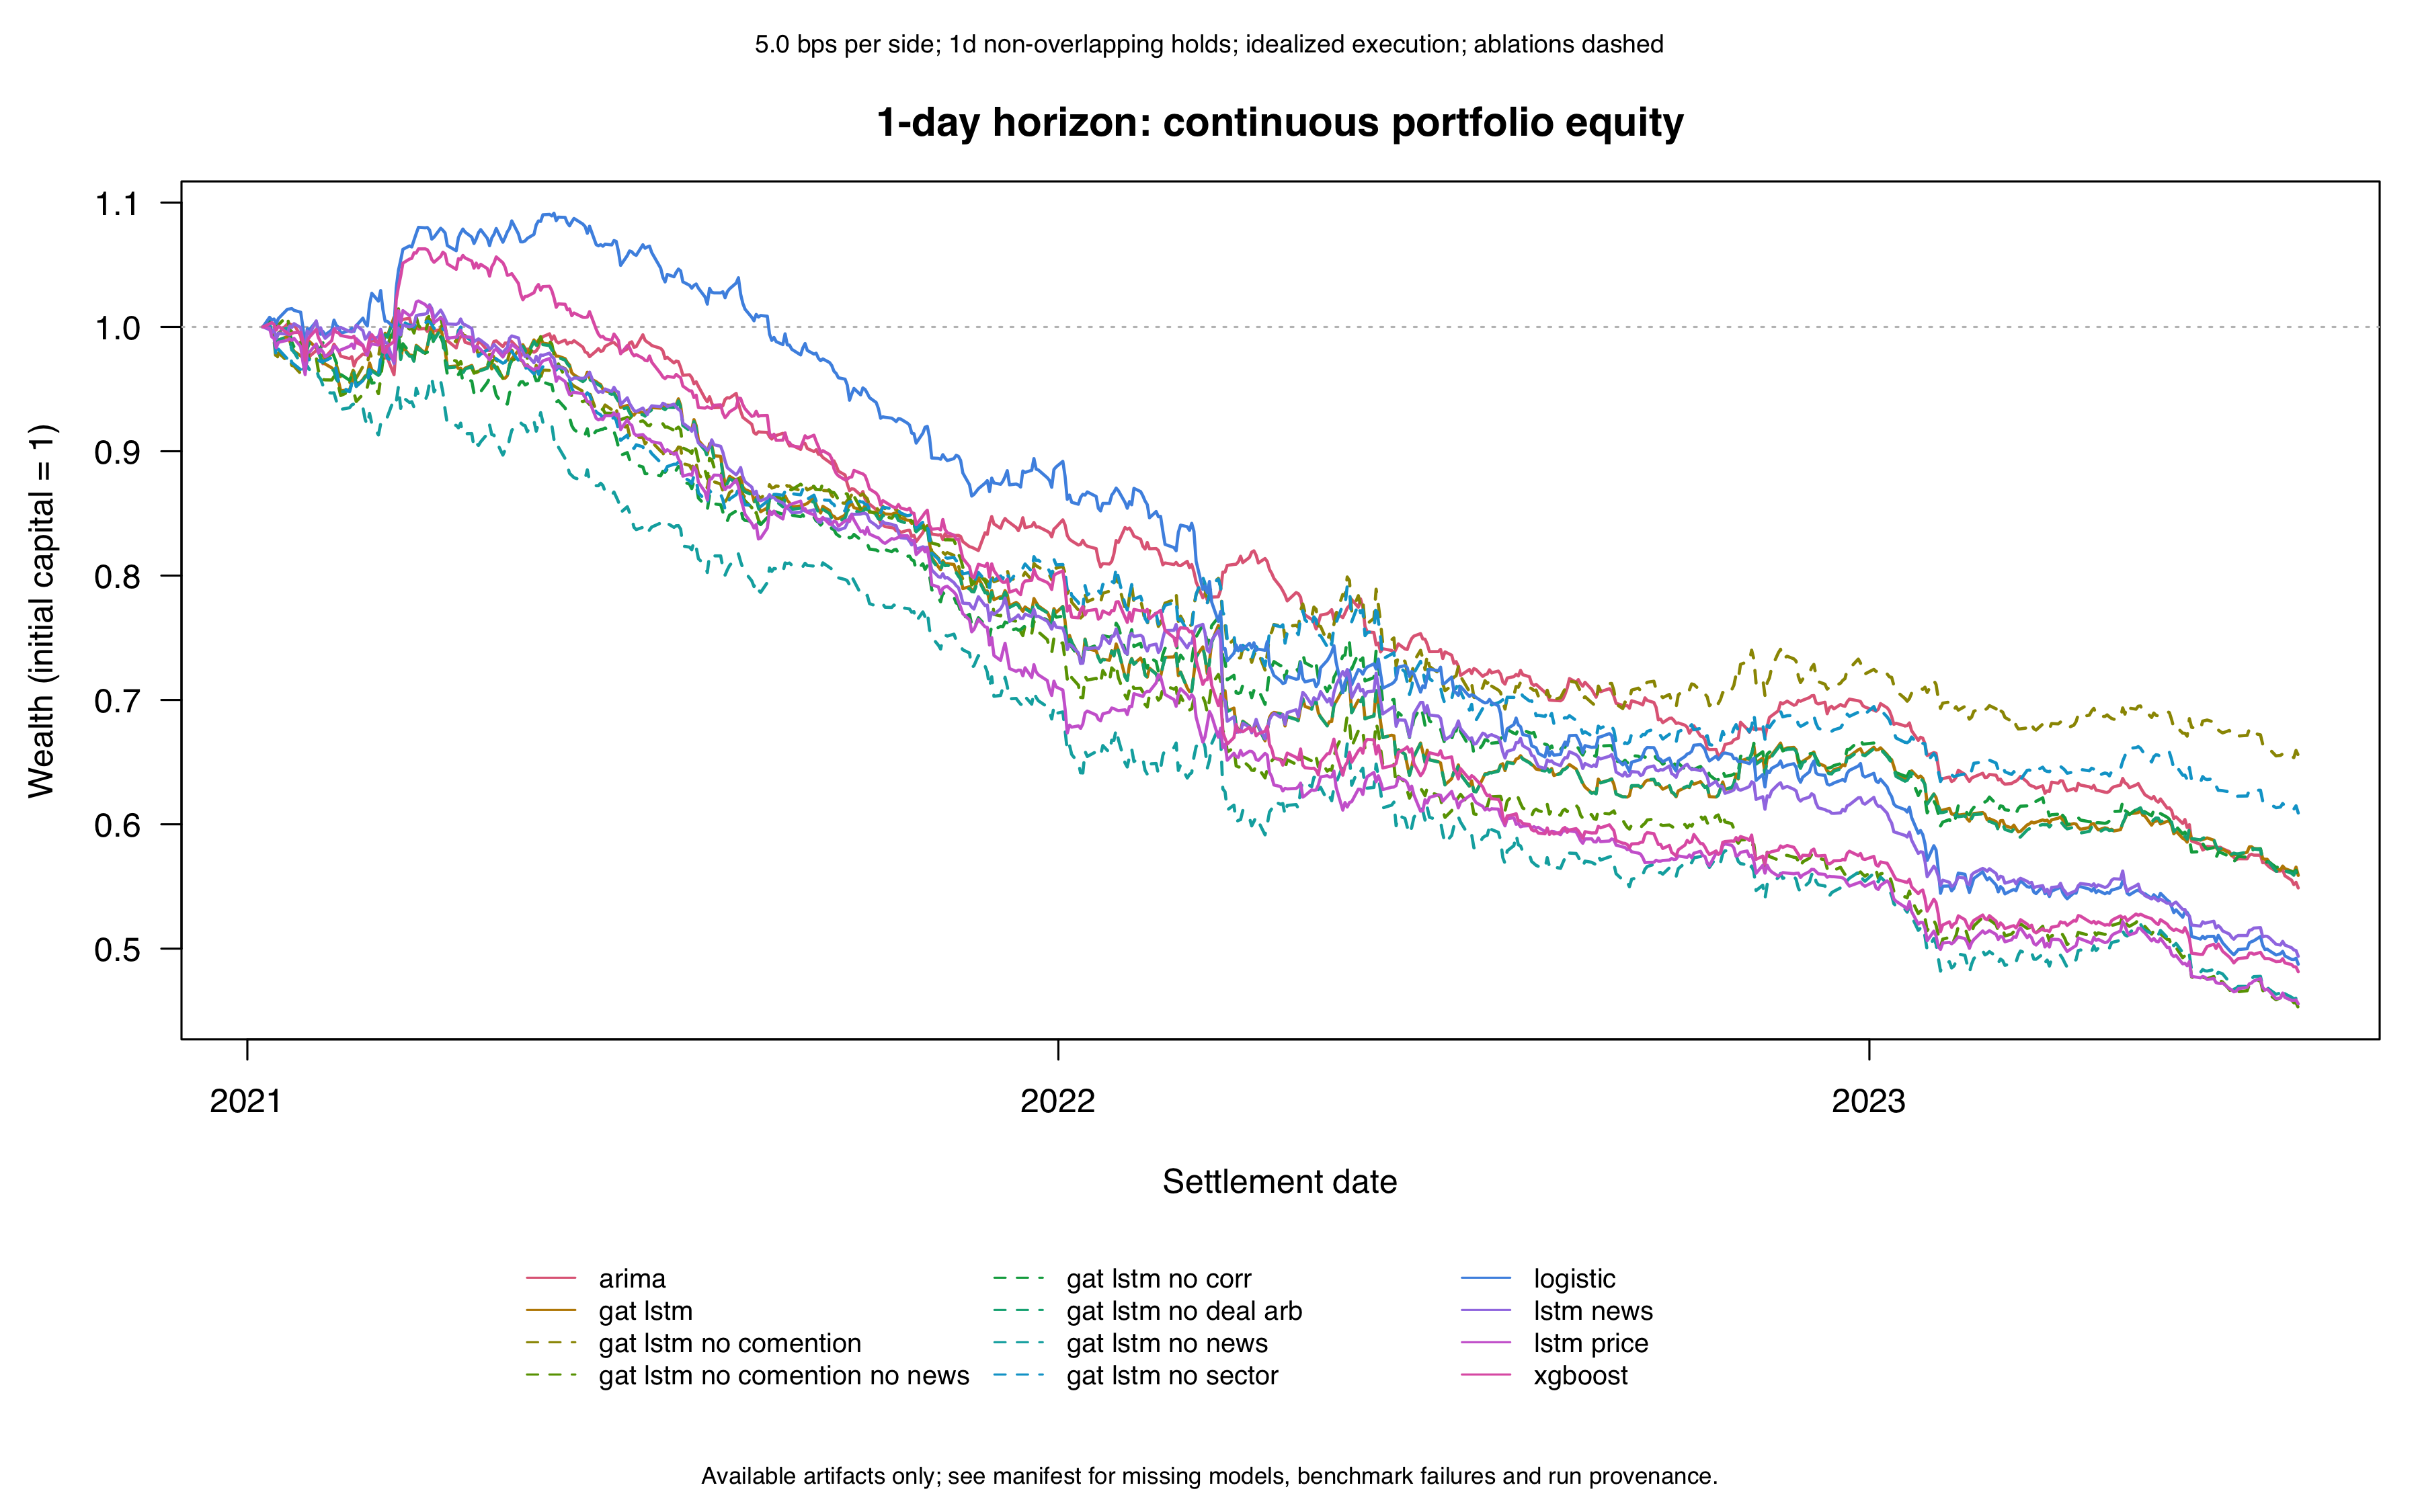 5.0 bps per side; 1d non-overlapping holds; idealized execution; ablations dashed
1-day horizon: continuous portfolio equity
Wealth (initial capital = 1)
1.1
1.0
0.9
0.8
0.7
0.6
0.5
2021
2022
2023
Settlement date
arima
gat lstm
gat lstm no comention
gat lstm no comention no news
gat lstm no corr
gat lstm no deal arb
gat lstm no news
gat lstm no sector
logistic
lstm news
lstm price
xgboost
Available artifacts only; see manifest for missing models, benchmark failures and run provenance.